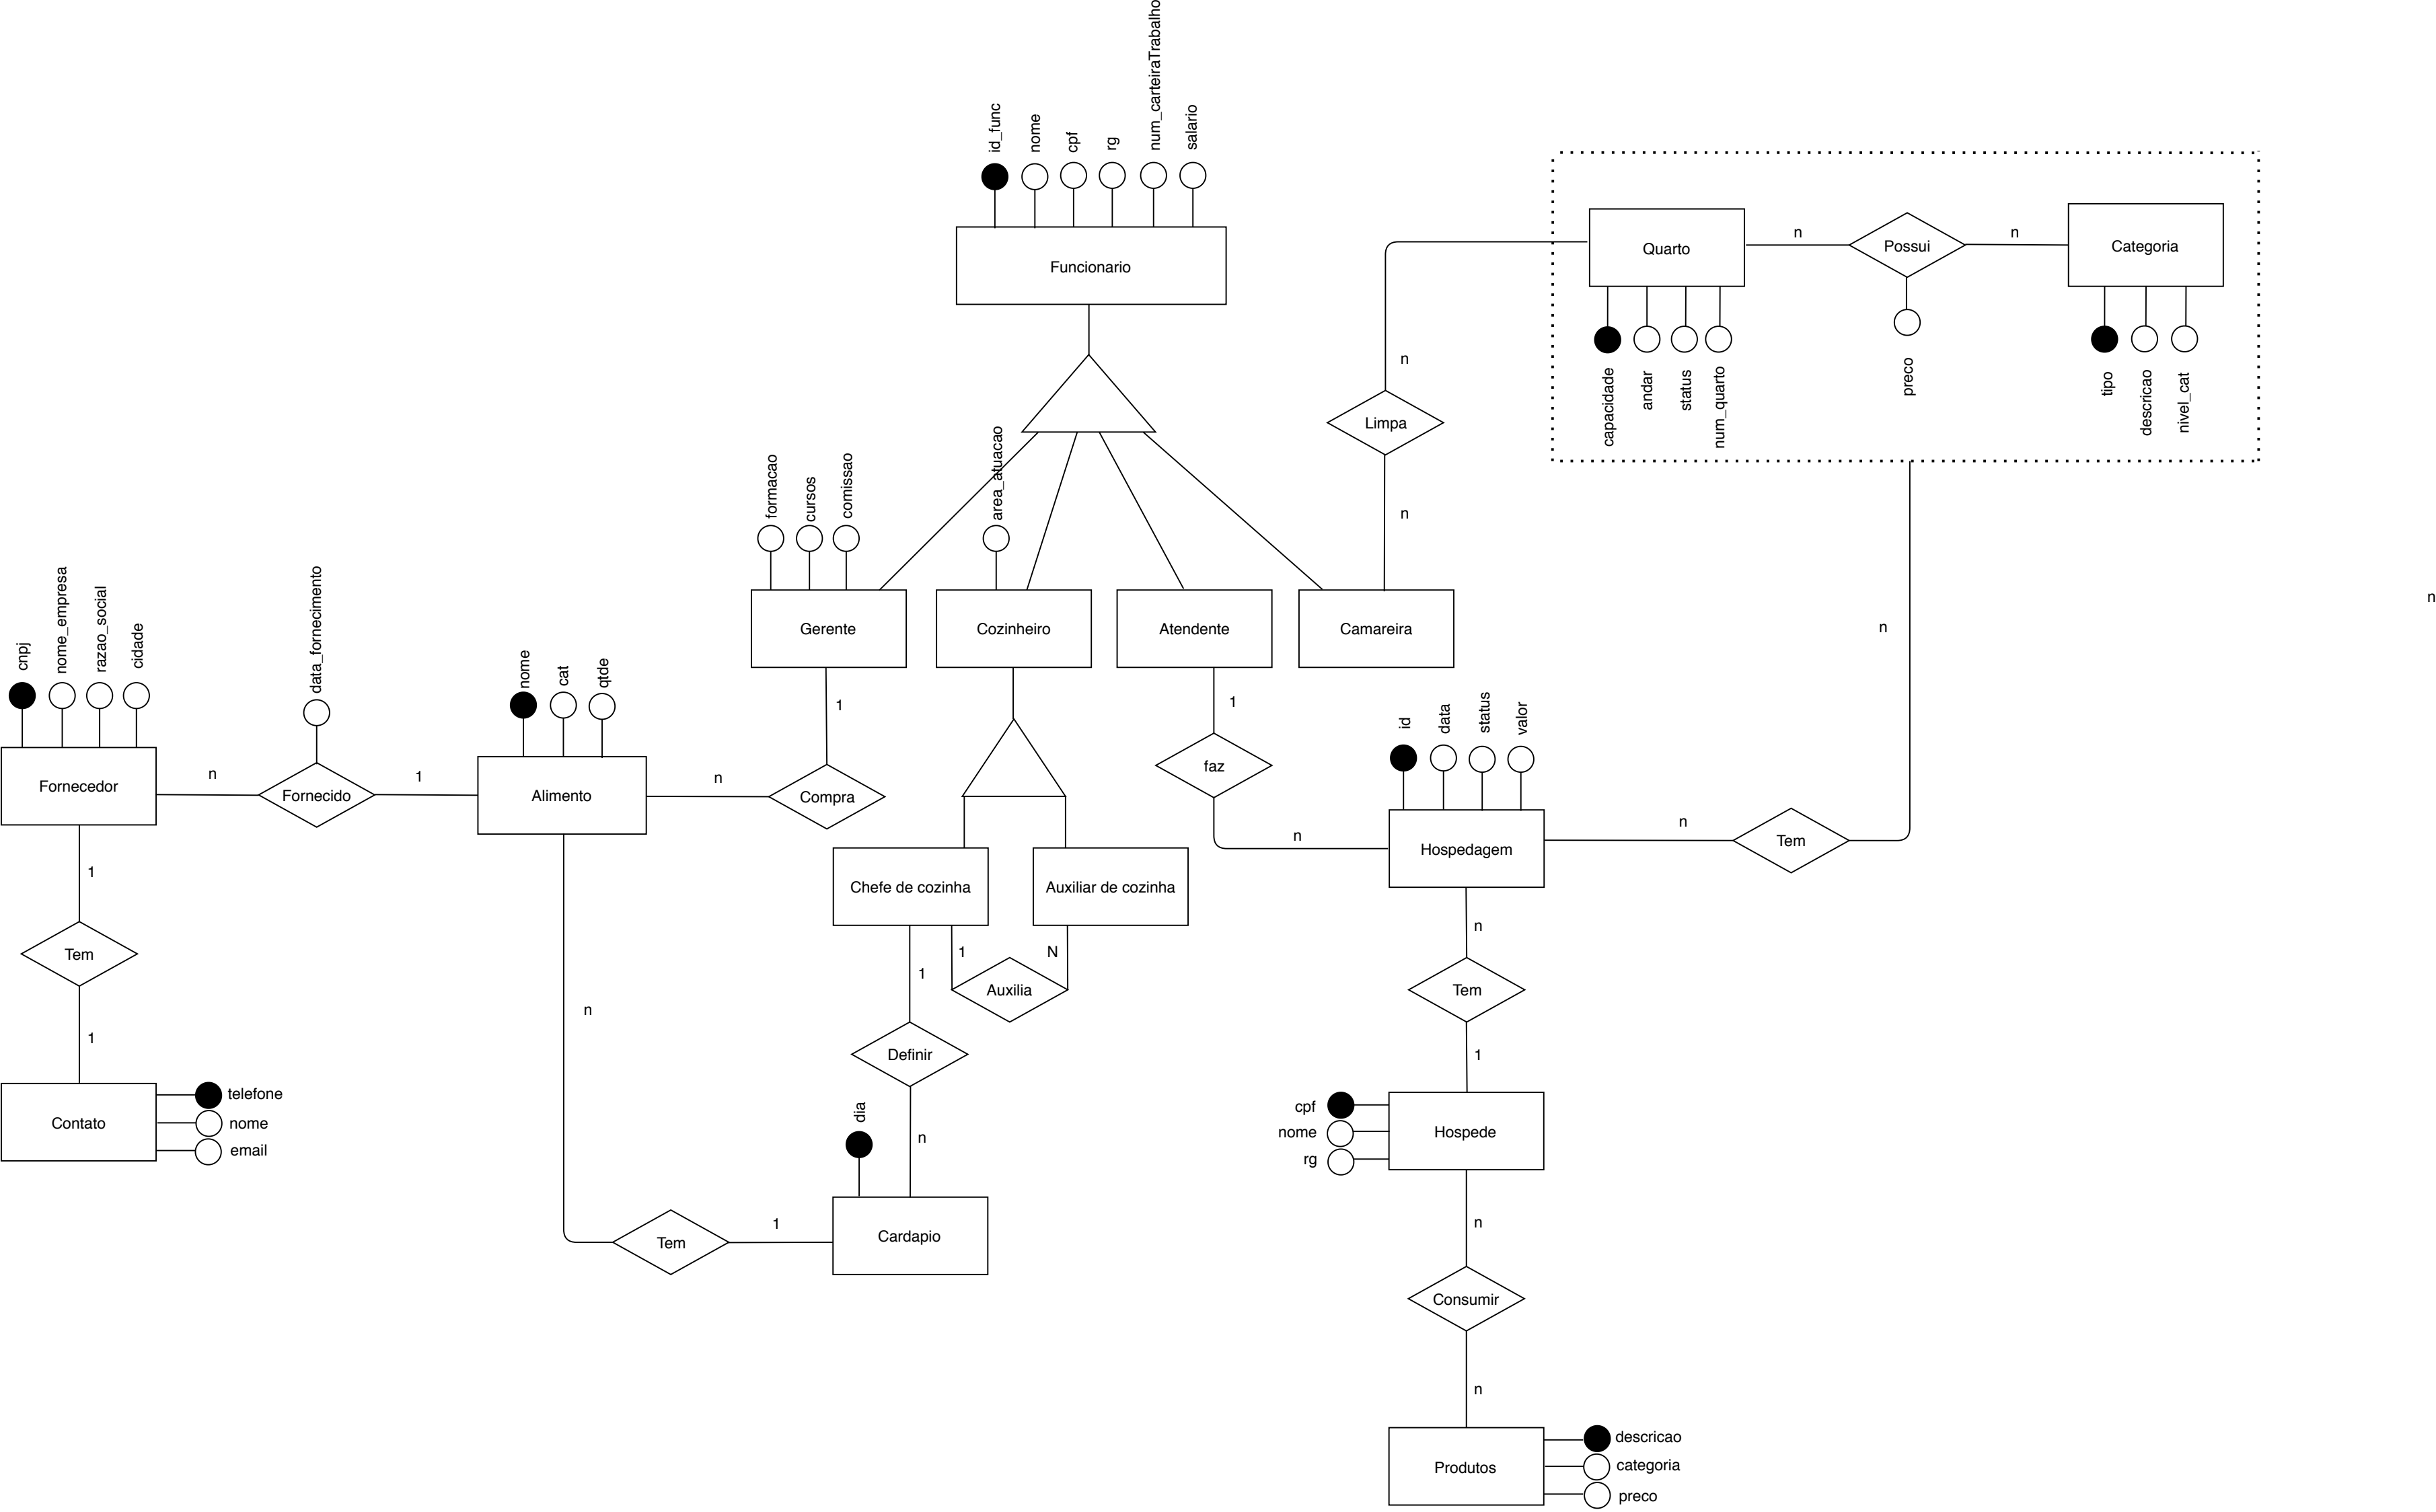 id_func
nome
cpf
rg
num_carteiraTrabalho
salario
Funcionario
Quarto
n
Possui
n
Categoria
capacidade
andar
status
num_quarto
preco
tipo
descricao
nivel_cat
n
Limpa
n
formacao
cursos
comissao
area_atuacao
Gerente
Cozinheiro
Atendente
Camareira
n
n
cnpj
nome_empresa
razao_social
cidade
data_fornecimento
nome
cat
qtde
1
1
id
data
status
valor
Fornecedor
n
Fornecido
1
Alimento
n
Compra
faz
n
Hospedagem
n
Tem
1
Chefe de cozinha
Auxiliar de cozinha
n
Tem
1
N
1
Auxilia
Tem
n
Definir
1
1
Contato
telefone
nome
email
dia
n
cpf
nome
rg
Hospede
Tem
1
Cardapio
n
Consumir
n
Produtos
descricao
categoria
preco